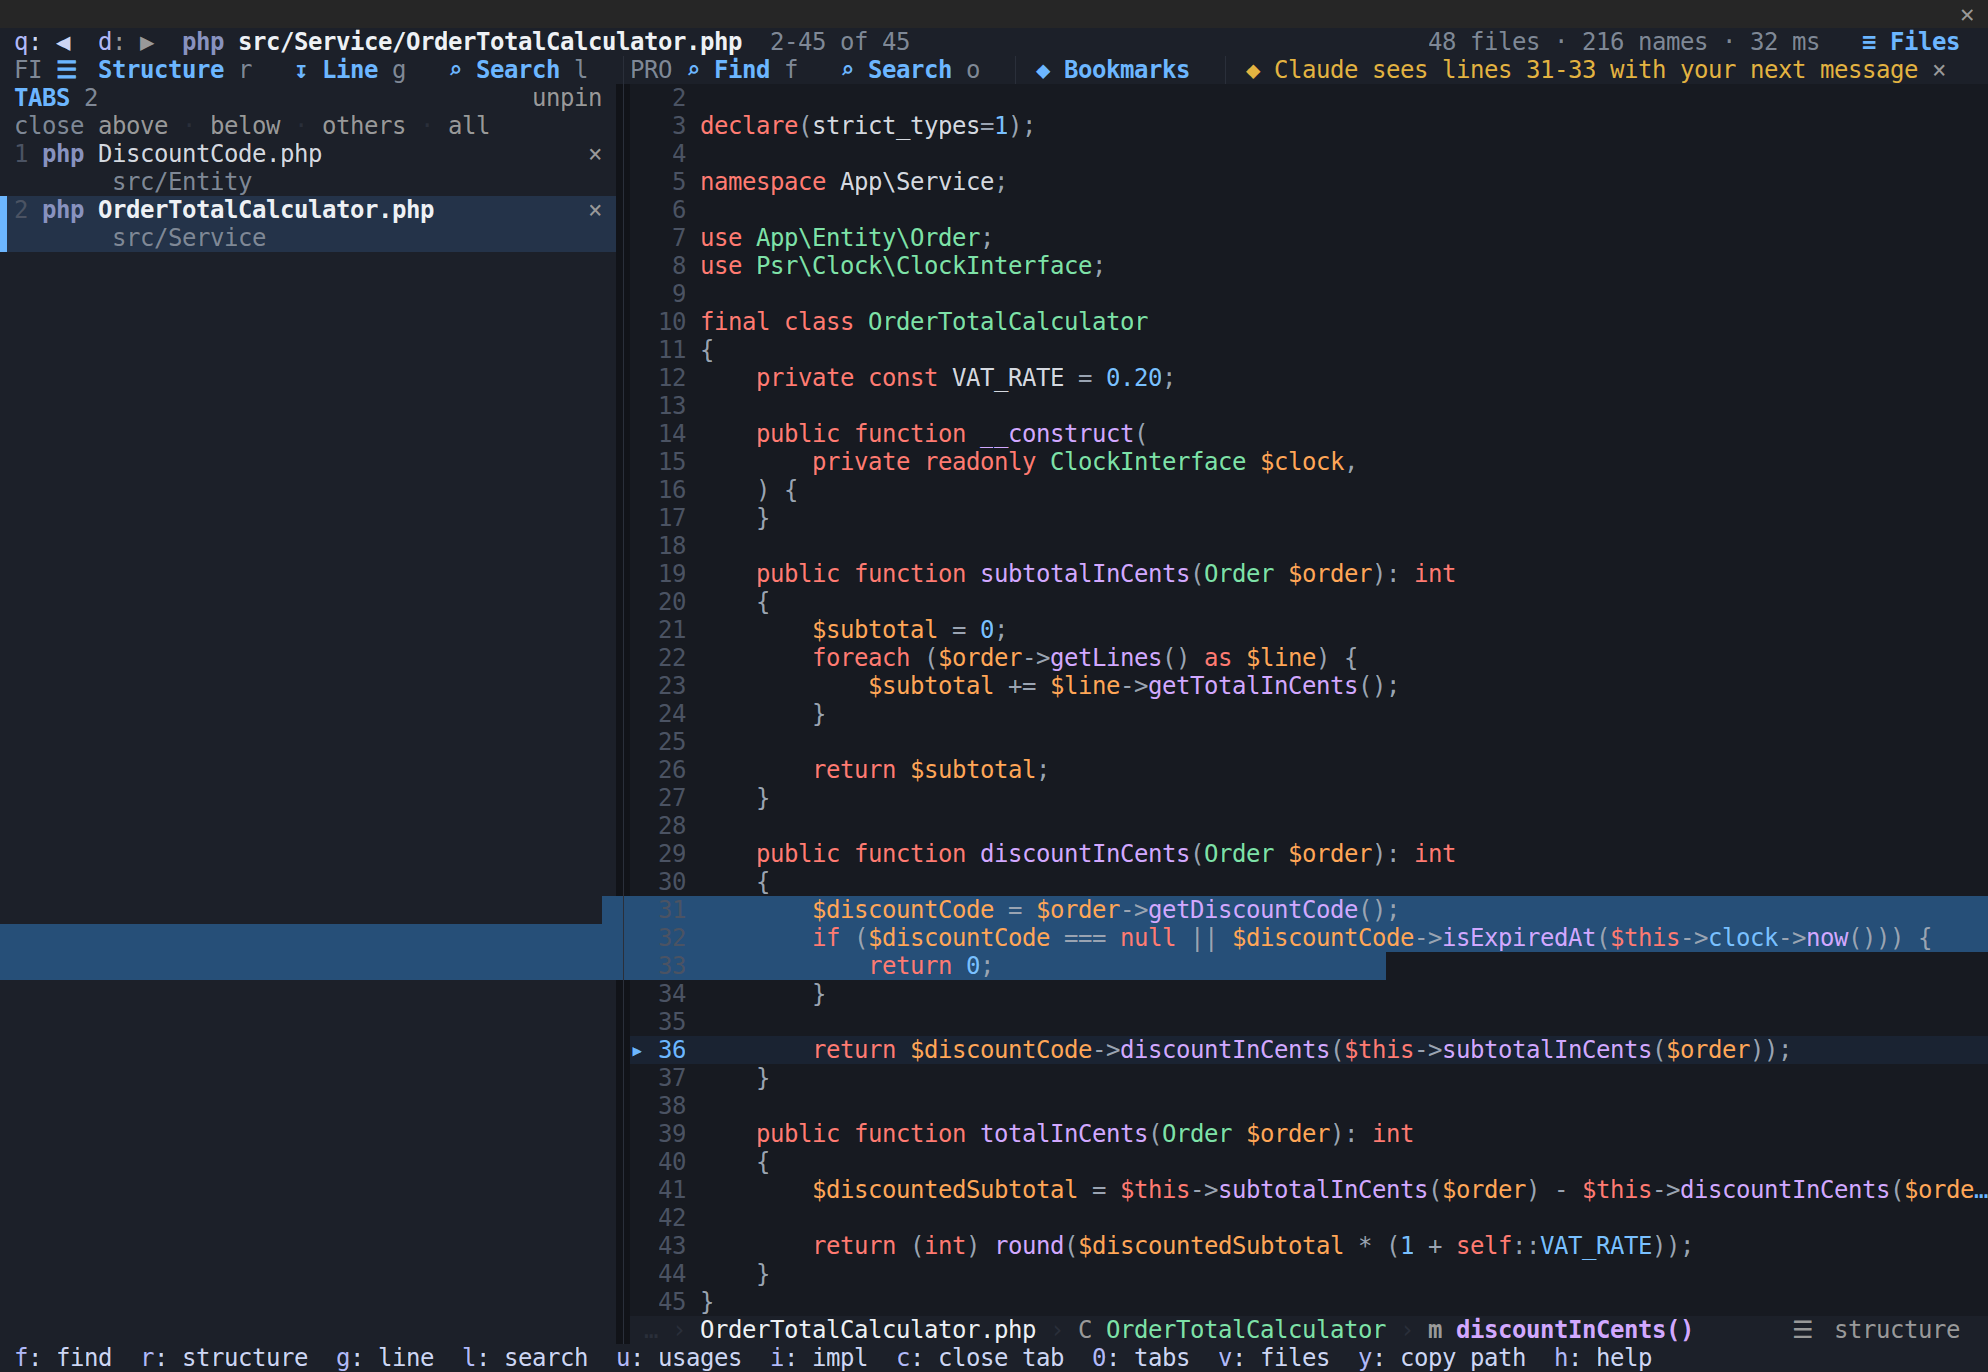 ×
q: ◀  d: ▶  php src/Service/OrderTotalCalculator.php  2-45 of 45  48 files · 216 names · 32 ms  ≡ Files
FI ☰ Structure r  ↧ Line g  ⌕ Search l  PRO ⌕ Find f  ⌕ Search o  ◆ Bookmarks  ◆ Claude sees lines 31-33 with your next message ×
TABS 2  unpin
close above · below · others · all
1 php DiscountCode.php ×
src/Entity
2 php OrderTotalCalculator.php ×
src/Service
2
3 declare(strict_types=1);
4
5 namespace App\Service;
6
7 use App\Entity\Order;
8 use Psr\Clock\ClockInterface;
9
10 final class OrderTotalCalculator
11 {
12     private const VAT_RATE = 0.20;
13
14     public function __construct(
15         private readonly ClockInterface $clock,
16     ) {
17     }
18
19     public function subtotalInCents(Order $order): int
20     {
21         $subtotal = 0;
22         foreach ($order->getLines() as $line) {
23             $subtotal += $line->getTotalInCents();
24         }
25
26         return $subtotal;
27     }
28
29     public function discountInCents(Order $order): int
30     {
31         $discountCode = $order->getDiscountCode();
32         if ($discountCode === null || $discountCode->isExpiredAt($this->clock->now())) {
33             return 0;
34         }
35
▸ 36         return $discountCode->discountInCents($this->subtotalInCents($order));
37     }
38
39     public function totalInCents(Order $order): int
40     {
41         $discountedSubtotal = $this->subtotalInCents($order) - $this->discountInCents($orde…
42
43         return (int) round($discountedSubtotal * (1 + self::VAT_RATE));
44     }
45 }
… › OrderTotalCalculator.php › C OrderTotalCalculator › m discountInCents()  ☰ structure
f: find  r: structure  g: line  l: search  u: usages  i: impl  c: close tab  0: tabs  v: files  y: copy path  h: help